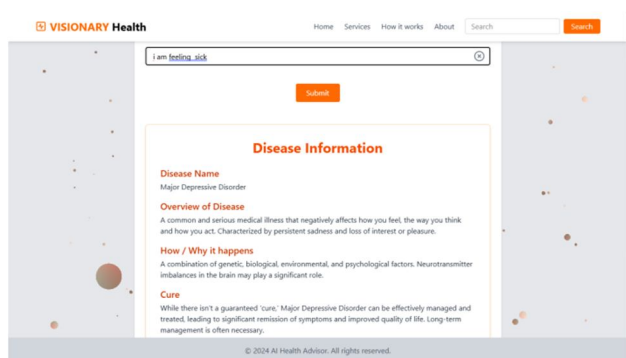 VISIONARY Health
Home Services How it works About Search Search
i am feeling sick
Submit
Disease Information
Disease Name
Major Depressive Disorder
Overview of Disease
A common and serious medical illness that negatively affects how you feel, the way you think
and how you act. Characterized by persistent sadness and loss of interest or pleasure.
How / Why it happens
A combination of genetic, biological, environmental, and psychological factors. Neurotransmitter
imbalances in the brain may play a significant role.
Cure
While there isn't a guaranteed 'cure,' Major Depressive Disorder can be effectively managed and
treated, leading to significant remission of symptoms and improved quality of life. Long-term
management is often necessary.
© 2024 AI Health Advisor. All rights reserved.